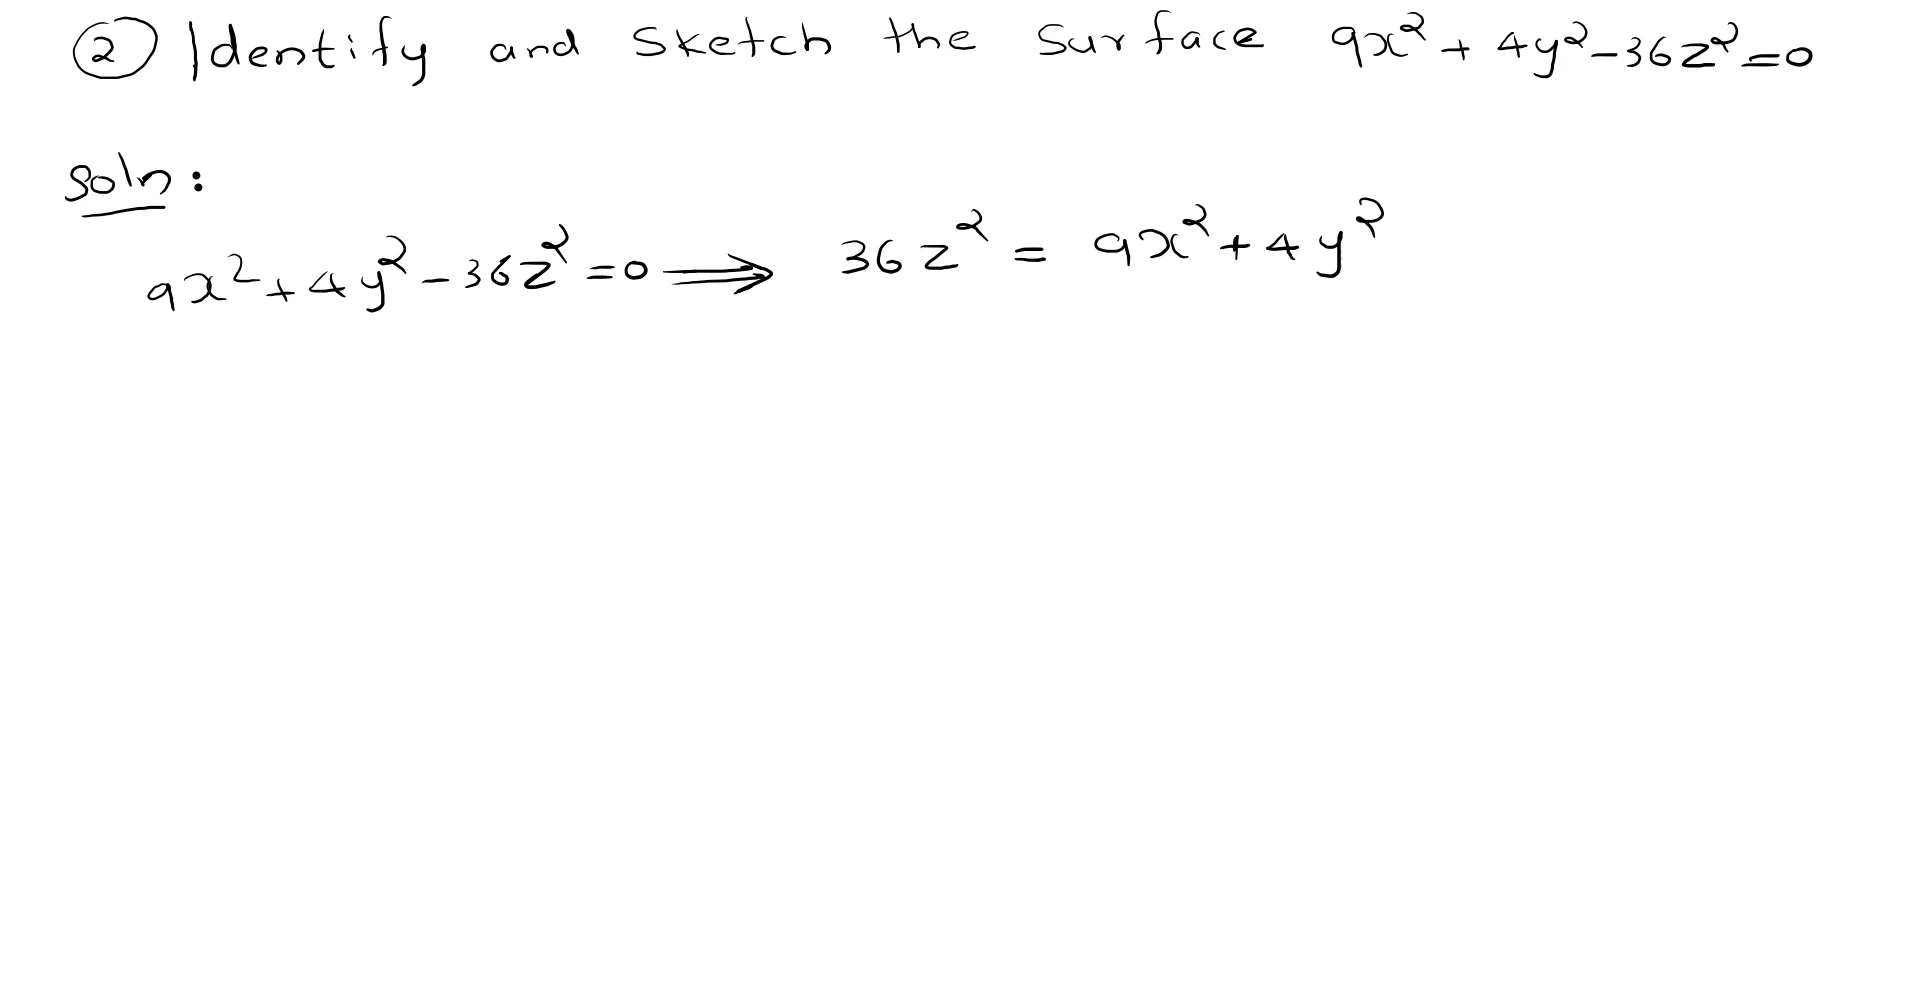 ② Identify and sketch the surface 9x² + 4y² - 36z² = 0
Soln:
9x² + 4y² - 36z² = 0 ⟹ 36z² = 9x² + 4y²